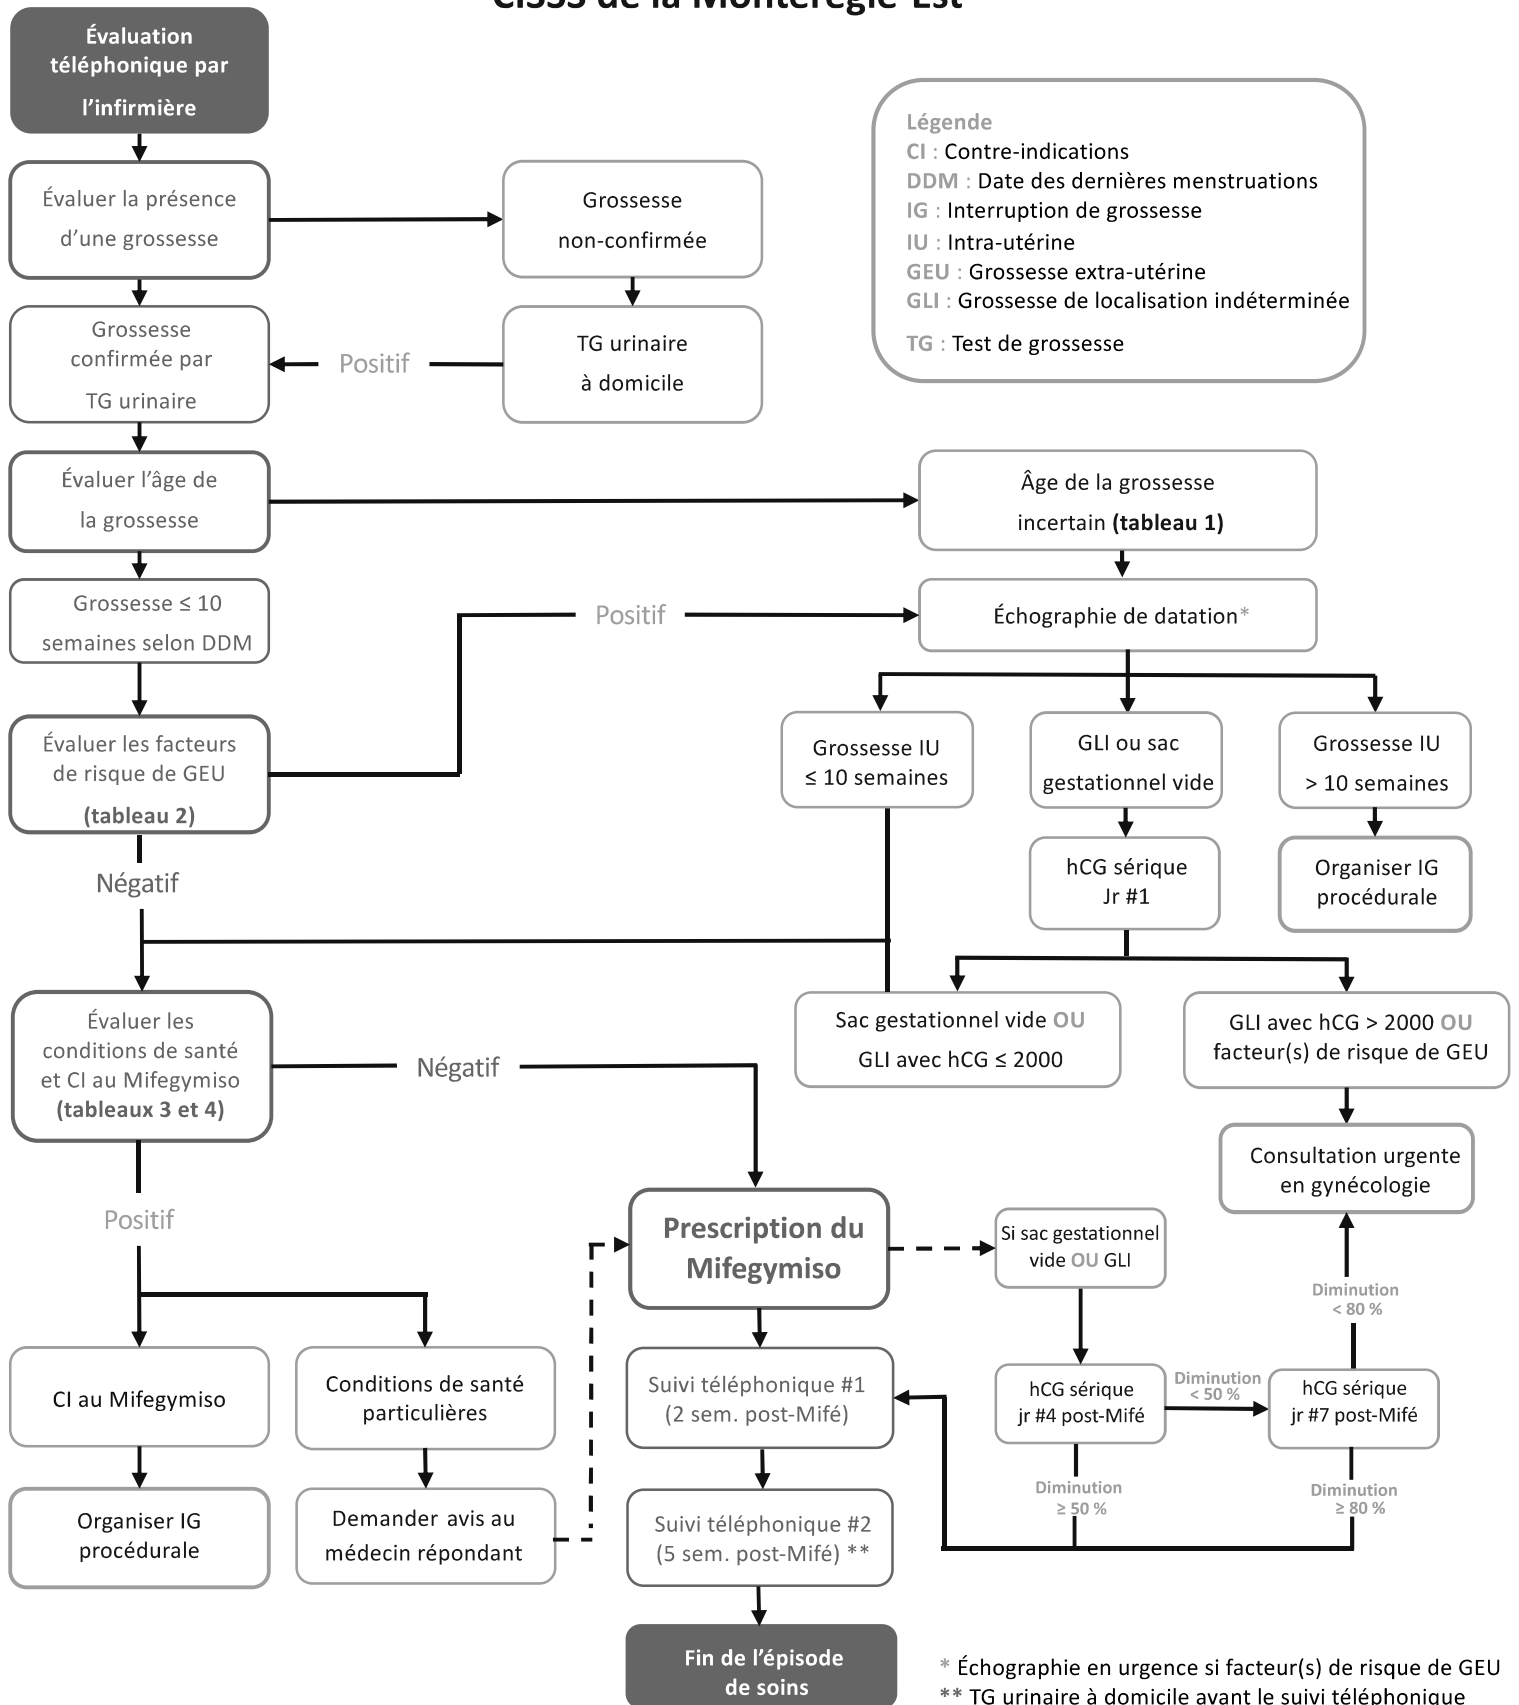 CISSS de la Montérégie-Est
Évaluation
téléphonique par
l’infirmière
Légende
CI : Contre-indications
DDM : Date des dernières menstruations
IG : Interruption de grossesse
IU : Intra-utérine
GEU : Grossesse extra-utérine
GLI : Grossesse de localisation indéterminée
TG : Test de grossesse
Évaluer la présence
d’une grossesse
Grossesse
non-confirmée
Grossesse
confirmée par
TG urinaire
Positif
TG urinaire
à domicile
Évaluer l’âge de
la grossesse
Âge de la grossesse
incertain (tableau 1)
Grossesse ≤ 10
semaines selon DDM
Positif
Échographie de datation*
Évaluer les facteurs
de risque de GEU
(tableau 2)
Grossesse IU
≤ 10 semaines
GLI ou sac
gestationnel vide
Grossesse IU
> 10 semaines
Négatif
hCG sérique
Jr #1
Organiser IG
procédurale
Évaluer les
conditions de santé
et CI au Mifegymiso
(tableaux 3 et 4)
Négatif
Sac gestationnel vide OU
GLI avec hCG ≤ 2000
GLI avec hCG > 2000 OU
facteur(s) de risque de GEU
Consultation urgente
en gynécologie
Positif
Prescription du
Mifegymiso
Si sac gestationnel
vide OU GLI
Diminution
< 80 %
CI au Mifegymiso
Conditions de santé
particulières
Suivi téléphonique #1
(2 sem. post-Mifé)
hCG sérique
jr #4 post-Mifé
Diminution
< 50 %
hCG sérique
jr #7 post-Mifé
Diminution
≥ 50 %
Diminution
≥ 80 %
Organiser IG
procédurale
Demander avis au
médecin répondant
Suivi téléphonique #2
(5 sem. post-Mifé) **
Fin de l’épisode
de soins
* Échographie en urgence si facteur(s) de risque de GEU
** TG urinaire à domicile avant le suivi téléphonique